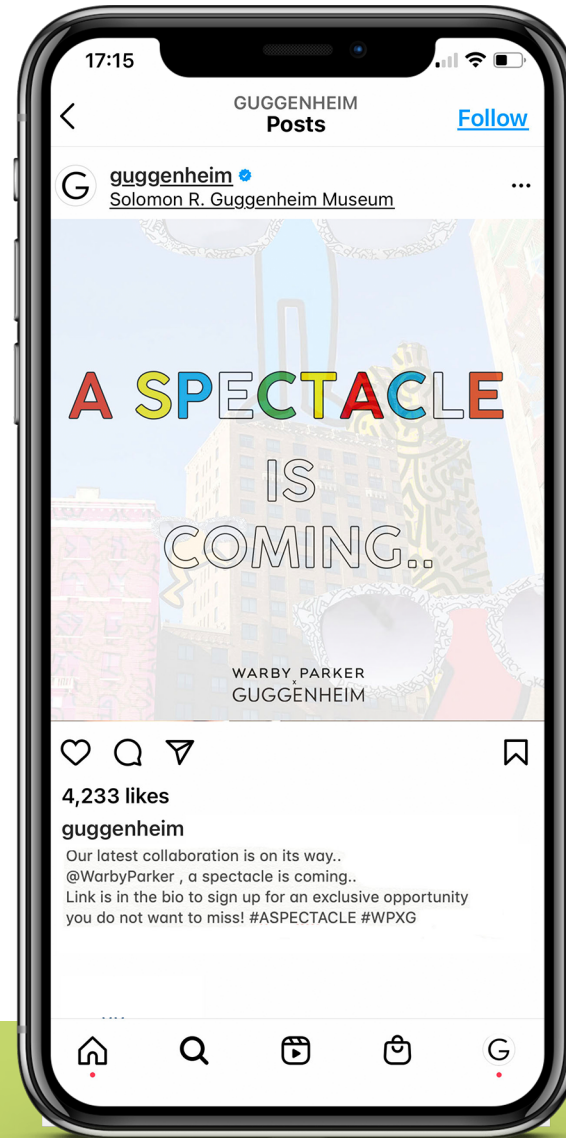 17:15
GUGGENHEIM
Posts
Follow
G
guggenheim
Solomon R. Guggenheim Museum
A SPECTACLE
IS
COMING..
WARBY PARKER
x
GUGGENHEIM
4,233 likes
guggenheim
Our latest collaboration is on its way..
@WarbyParker , a spectacle is coming..
Link is in the bio to sign up for an exclusive opportunity
you do not want to miss! #ASPECTACLE #WPXG
G